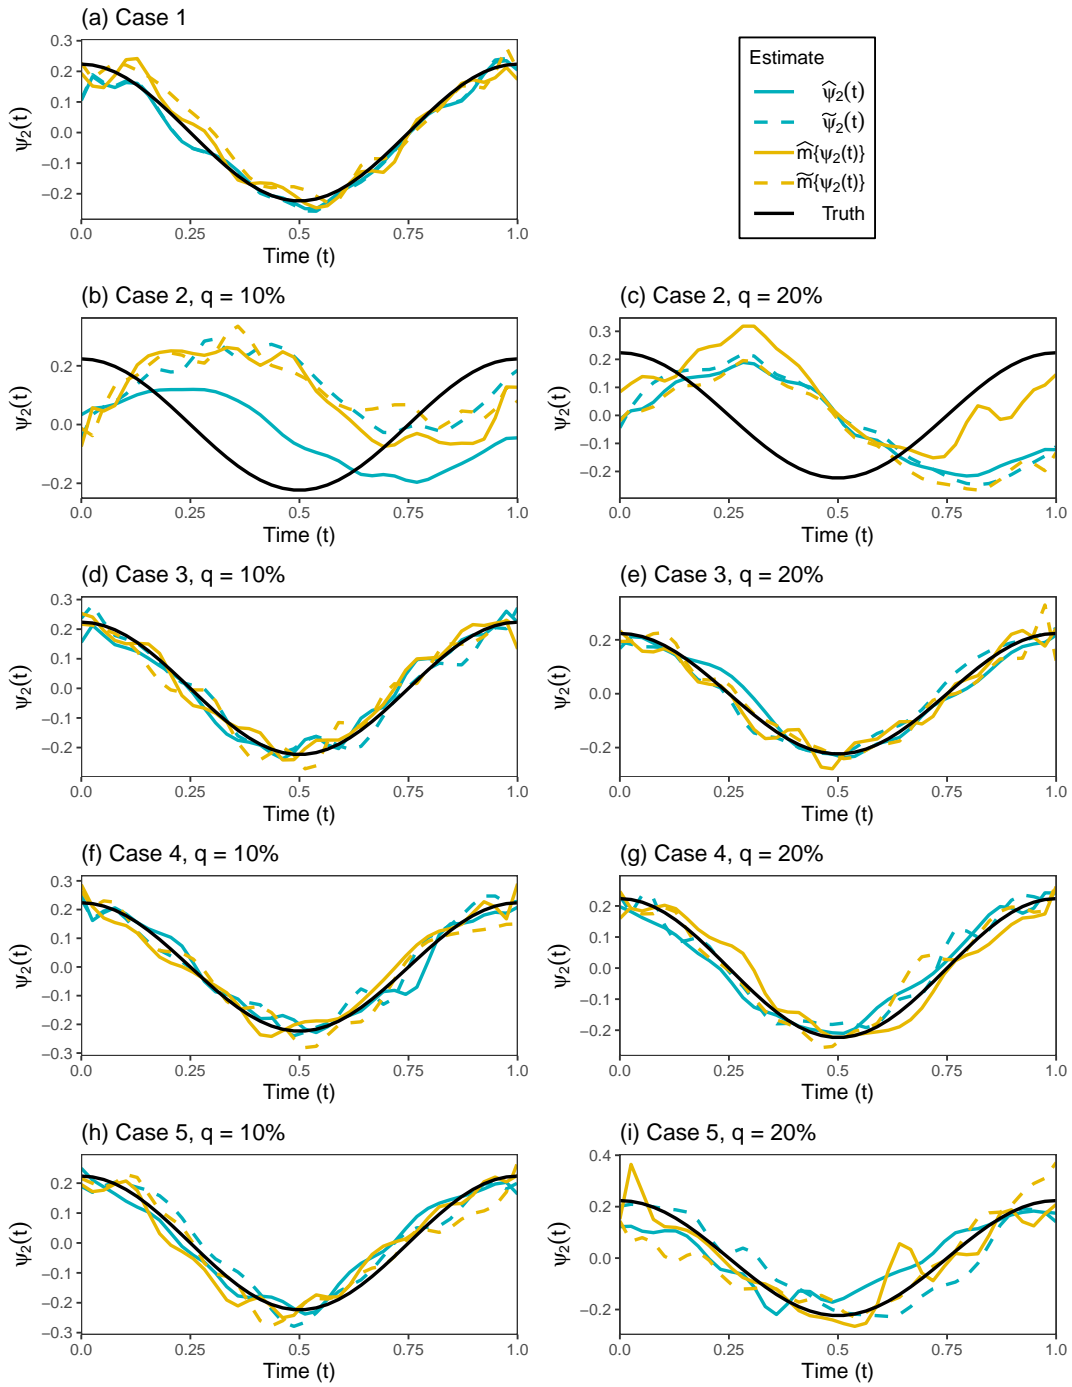 (a) Case 1
0.3
0.2
0.1
0.0
−0.1
−0.2
ψ₂(t)
0.0 0.25 0.50 0.75 1.0
Time (t)
Estimate
ψ̂₂(t)
ψ̃₂(t)
m̂{ψ₂(t)}
m̃{ψ₂(t)}
Truth
(b) Case 2, q = 10%
0.2
0.0
−0.2
ψ₂(t)
0.0 0.25 0.50 0.75 1.0
Time (t)
(c) Case 2, q = 20%
0.3
0.2
0.1
0.0
−0.1
−0.2
ψ₂(t)
0.0 0.25 0.50 0.75 1.0
Time (t)
(d) Case 3, q = 10%
0.3
0.2
0.1
0.0
−0.1
−0.2
−0.3
ψ₂(t)
0.0 0.25 0.50 0.75 1.0
Time (t)
(e) Case 3, q = 20%
0.2
0.0
−0.2
ψ₂(t)
0.0 0.25 0.50 0.75 1.0
Time (t)
(f) Case 4, q = 10%
0.3
0.2
0.1
0.0
−0.1
−0.2
−0.3
ψ₂(t)
0.0 0.25 0.50 0.75 1.0
Time (t)
(g) Case 4, q = 20%
0.2
0.1
0.0
−0.1
−0.2
ψ₂(t)
0.0 0.25 0.50 0.75 1.0
Time (t)
(h) Case 5, q = 10%
0.2
0.1
0.0
−0.1
−0.2
−0.3
ψ₂(t)
0.0 0.25 0.50 0.75 1.0
Time (t)
(i) Case 5, q = 20%
0.4
0.2
0.0
−0.2
ψ₂(t)
0.0 0.25 0.50 0.75 1.0
Time (t)